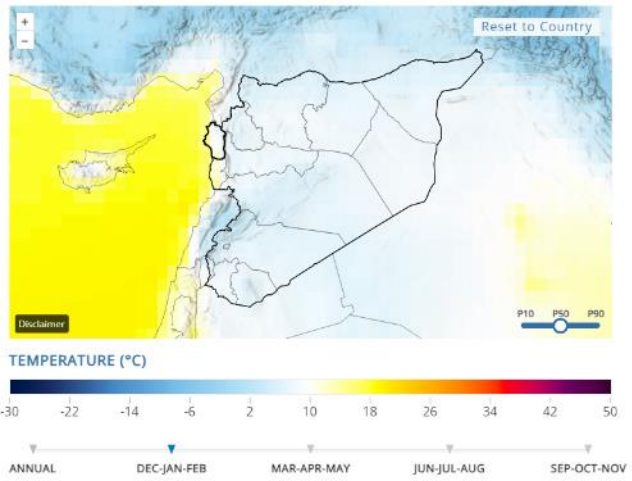 +
Reset to Country
−
Disclaimer
P10 P50 P90
TEMPERATURE (°C)
-30 -22 -14 -6 2 10 18 26 34 42 50
ANNUAL DEC-JAN-FEB MAR-APR-MAY JUN-JUL-AUG SEP-OCT-NOV